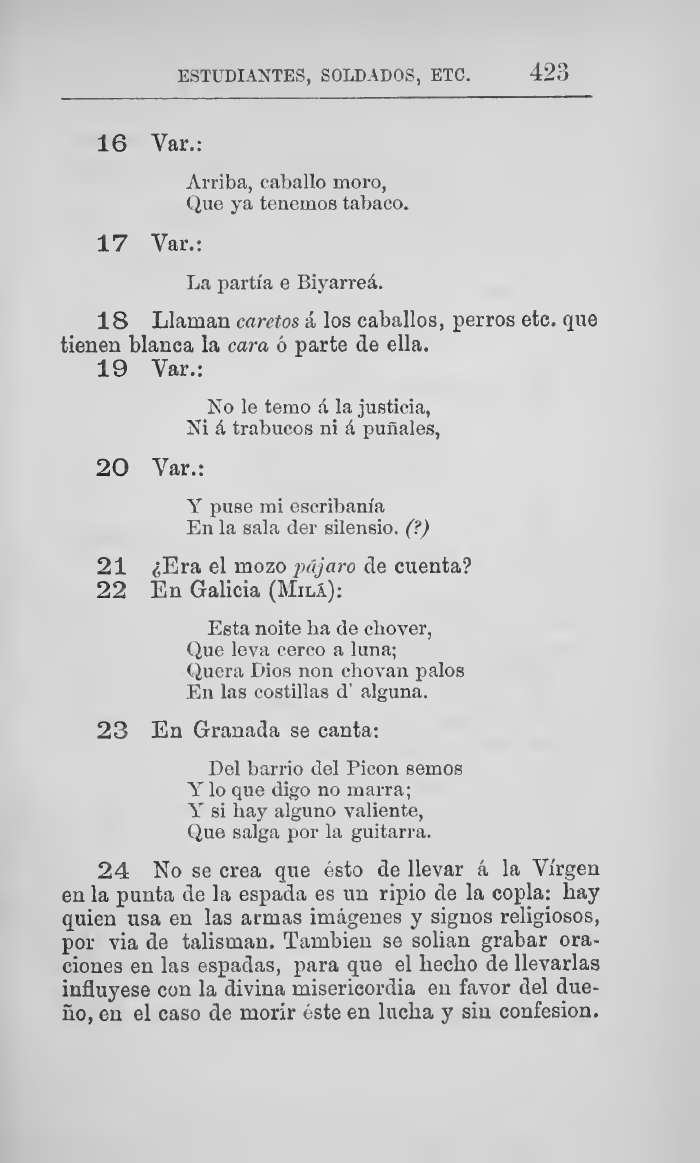 ESTUDIANTES, SOLDADOS, ETC. 423
16 Var.:
Arriba, caballo moro,
Que ya tenemos tabaco.
17 Var.:
La partía e Biyarreá.
18 Llaman caretos á los caballos, perros etc. que
tienen blanca la cara ó parte de ella.
19 Var.:
No le temo á la justicia,
Ni á trabucos ni á puñales,
20 Var.:
Y puse mi escribanía
En la sala der silensio. (?)
21 ¿Era el mozo pájaro de cuenta?
22 En Galicia (MILÁ):
Esta noite ha de chover,
Que leva cerco a luna;
Quera Dios non chovan palos
En las costillas d' alguna.
23 En Granada se canta:
Del barrio del Picon semos
Y lo que digo no marra;
Y si hay alguno valiente,
Que salga por la guitarra.
24 No se crea que ésto de llevar á la Vírgen
en la punta de la espada es un ripio de la copla: hay
quien usa en las armas imágenes y signos religiosos,
por via de talisman. Tambien se solian grabar ora-
ciones en las espadas, para que el hecho de llevarlas
influyese con la divina misericordia en favor del due-
ño, en el caso de morir éste en lucha y sin confesion.